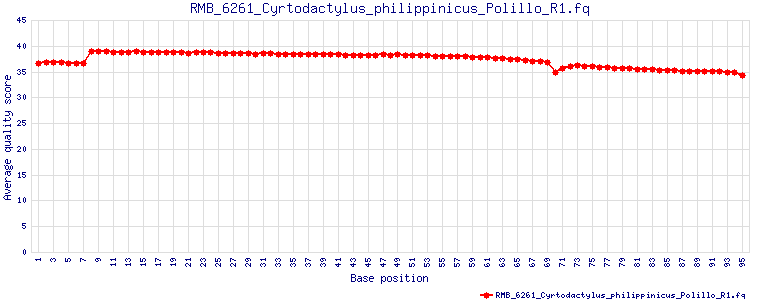 RMB_6261_Cyrtodactylus_philippinicus_Polillo_R1.fq
45
40
35
30
25
20
15
10
5
0
Average quality score
1 3 5 7 9 11 13 15 17 19 21 23 25 27 29 31 33 35 37 39 41 43 45 47 49 51 53 55 57 59 61 63 65 67 69 71 73 75 77 79 81 83 85 87 89 91 93 95
Base position
RMB_6261_Cyrtodactylus_philippinicus_Polillo_R1.fq